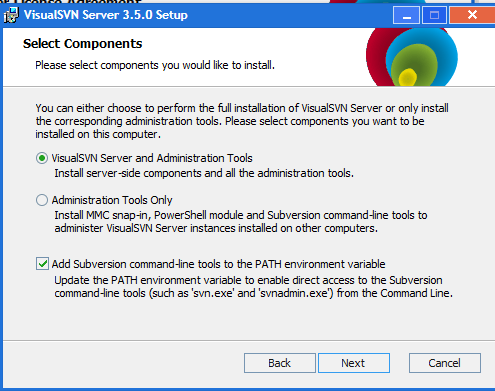 er License Agreement
VisualSVN Server 3.5.0 Setup
Select Components
Please select components you would like to install.
You can either choose to perform the full installation of VisualSVN Server or only install
the corresponding administration tools. Please select components you want to be
installed on this computer.
VisualSVN Server and Administration Tools
Install server-side components and all the administration tools.
Administration Tools Only
Install MMC snap-in, PowerShell module and Subversion command-line tools to
administer VisualSVN Server instances installed on other computers.
Add Subversion command-line tools to the PATH environment variable
Update the PATH environment variable to enable direct access to the Subversion
command-line tools (such as 'svn.exe' and 'svnadmin.exe') from the Command Line.
Back Next Cancel